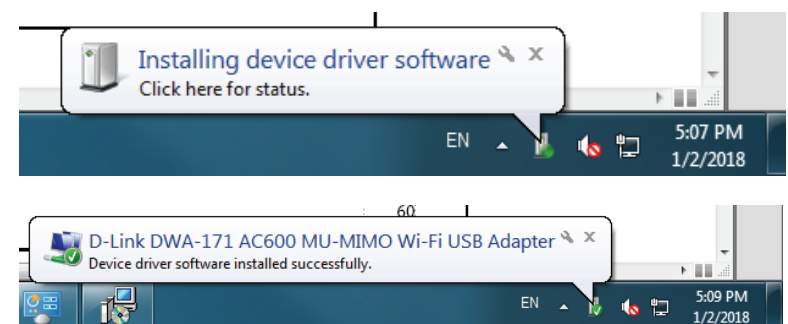 Installing device driver software
Click here for status.
EN
5:07 PM
1/2/2018
60
D-Link DWA-171 AC600 MU-MIMO Wi-Fi USB Adapter
Device driver software installed successfully.
EN
5:09 PM
1/2/2018